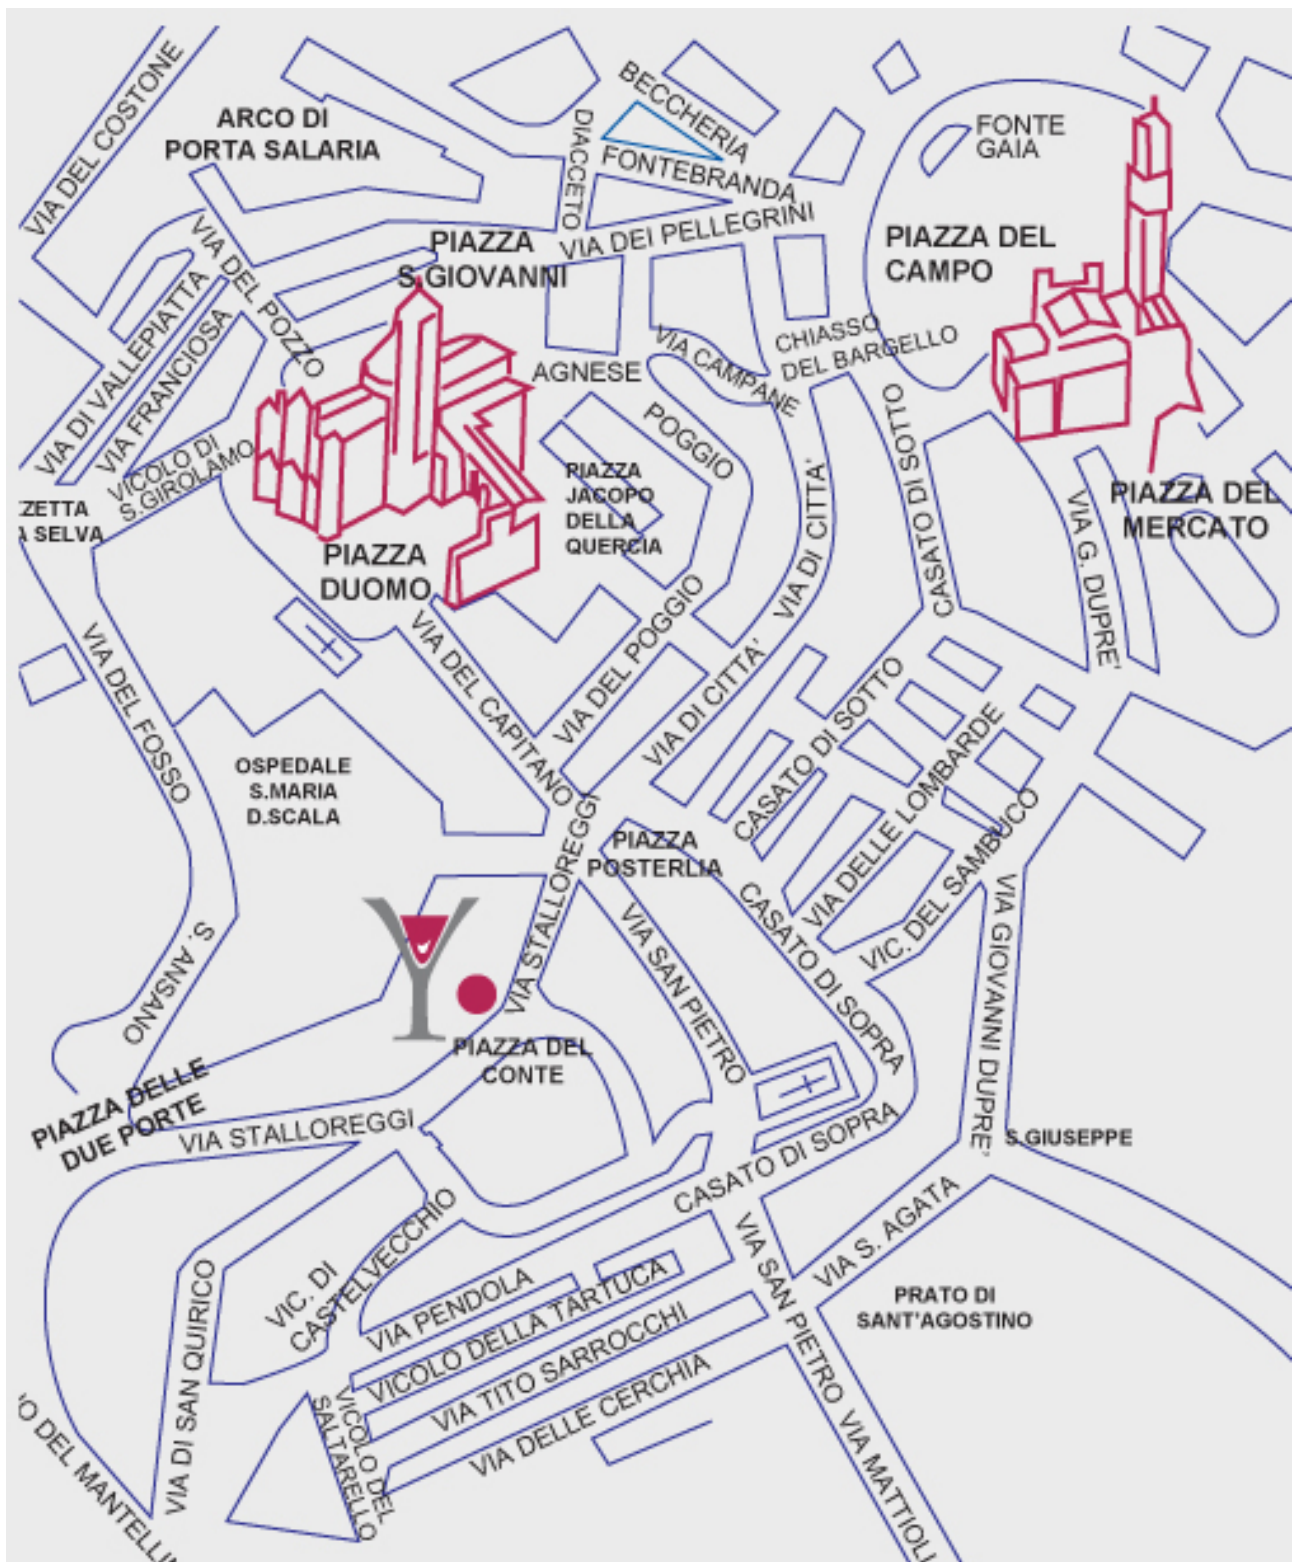 VIA DEL COSTONE
ARCO DI
PORTA SALARIA
DIACCETO
BECCHERIA
FONTEBRANDA
VIA DEI PELLEGRINI
FONTE
GAIA
PIAZZA DEL
CAMPO
PIAZZA
S.GIOVANNI
VIA DEL POZZO
VIA DI VALLEPIATTA
VIA FRANCIOSA
VICOLO DI
S.GIROLAMO
ZZETTA
A SELVA
AGNESE
VIA CAMPANE
CHIASSO
DEL BARGELLO
POGGIO
PIAZZA
JACOPO
DELLA
QUERCIA
VIA DI CITTA'
CASATO DI SOTTO
VIA G. DUPRE'
PIAZZA DEL
MERCATO
PIAZZA
DUOMO
VIA DEL FOSSO
VIA DEL CAPITANO
VIA DEL POGGIO
VIA DI CITTA'
CASATO DI SOTTO
VIA DELLE LOMBARDE
VIC. DEL SAMBUCO
OSPEDALE
S.MARIA
D.SCALA
PIAZZA
POSTERLIA
VIA STALLOREGGI
CASATO DI SOPRA
VIA SAN PIETRO
VIA GIOVANNI DUPRE'
S. ANSANO
PIAZZA DEL
CONTE
PIAZZA DELLE
DUE PORTE
VIA STALLOREGGI
CASATO DI SOPRA
S.GIUSEPPE
VIA S. AGATA
PRATO DI
SANT'AGOSTINO
VIC. DI
CASTELVECCHIO
VIA DI SAN QUIRICO
VIA PENDOLA
VICOLO DELLA TARTUCA
VIA TITO SARROCCHI
VIA DELLE CERCHIA
VIA SAN PIETRO
VIA MATTIOLI
VICOLO DEL
SALTARELLO
O DEL MANTELLIN